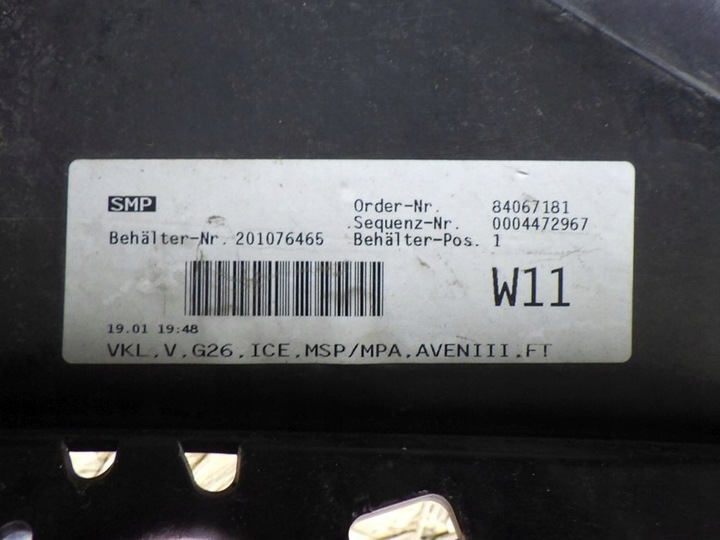 SMP
Order-Nr. 84067181
Sequenz-Nr. 0004472967
Behälter-Nr. 201076465 Behälter-Pos. 1
W11
19.01 19:48
VKL.V.G26.ICE.MSP/MPA.AVENIII.FT